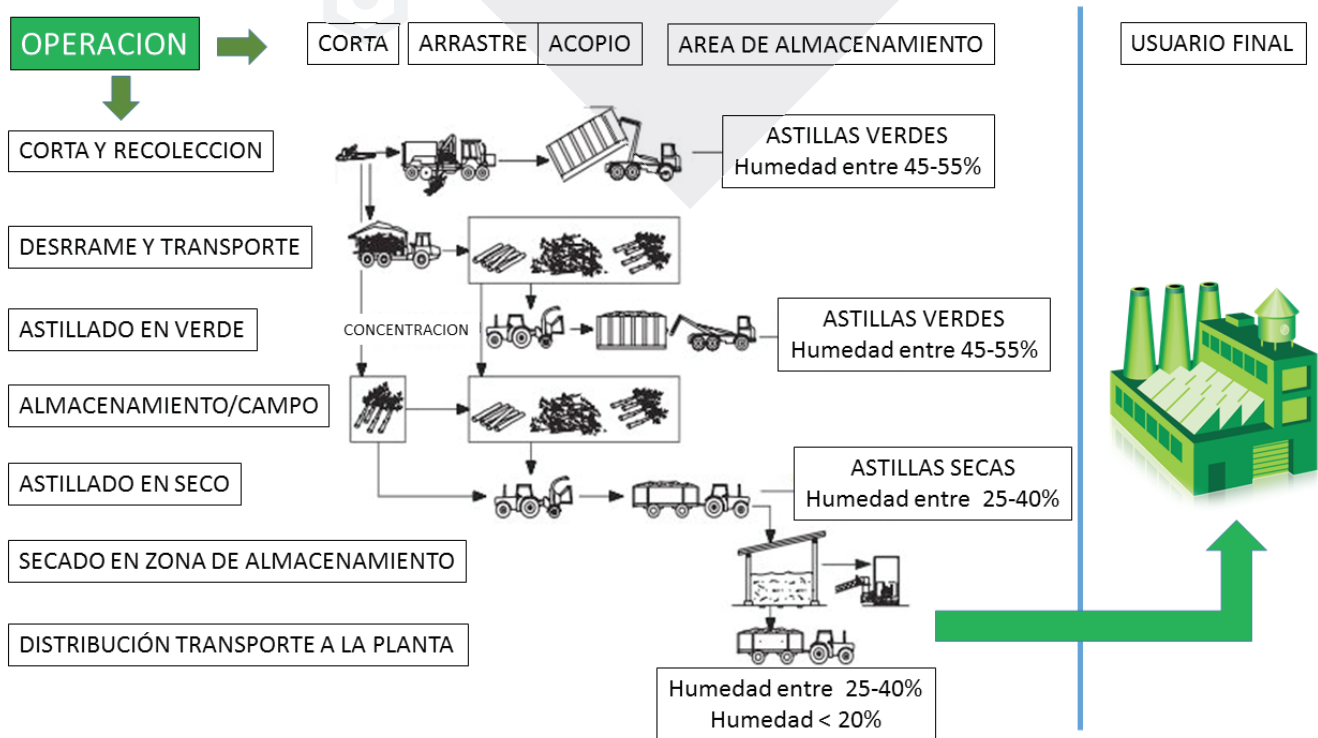 OPERACION
CORTA
ARRASTRE
ACOPIO
AREA DE ALMACENAMIENTO
USUARIO FINAL
CORTA Y RECOLECCION
ASTILLAS VERDES
Humedad entre 45-55%
DESRRAME Y TRANSPORTE
ASTILLADO EN VERDE
CONCENTRACION
ASTILLAS VERDES
Humedad entre 45-55%
ALMACENAMIENTO/CAMPO
ASTILLADO EN SECO
ASTILLAS SECAS
Humedad entre 25-40%
SECADO EN ZONA DE ALMACENAMIENTO
DISTRIBUCIÓN TRANSPORTE A LA PLANTA
Humedad entre 25-40%
Humedad < 20%